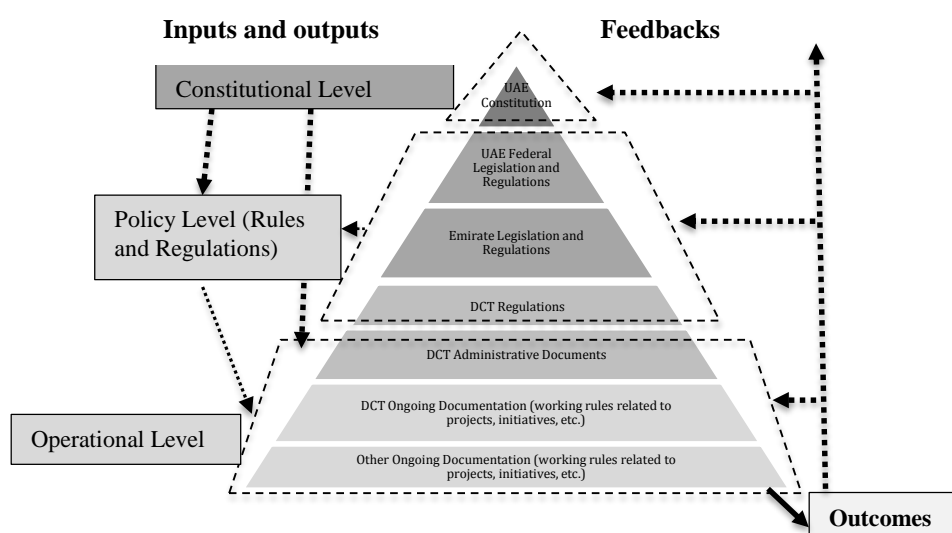 Inputs and outputs
Feedbacks
Constitutional Level
UAE
Constitution
UAE Federal
Legislation and
Regulations
Policy Level (Rules
and Regulations)
Emirate Legislation and
Regulations
DCT Regulations
DCT Administrative Documents
DCT Ongoing Documentation (working rules related to
projects, initiatives, etc.)
Operational Level
Other Ongoing Documentation (working rules related to
projects, initiatives, etc.)
Outcomes